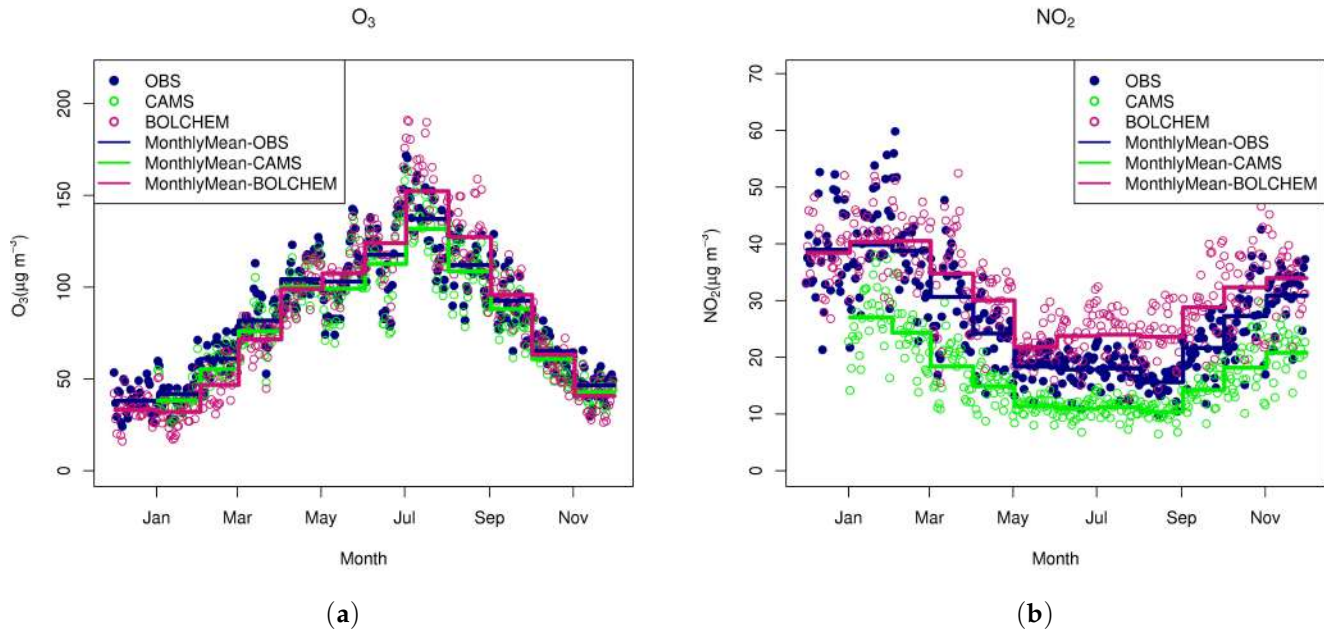 O₃
OBS
CAMS
BOLCHEM
MonthlyMean-OBS
MonthlyMean-CAMS
MonthlyMean-BOLCHEM
O₃(µg m⁻³)
200
150
100
50
0
Jan Mar May Jul Sep Nov
Month
(a)
NO₂
OBS
CAMS
BOLCHEM
MonthlyMean-OBS
MonthlyMean-CAMS
MonthlyMean-BOLCHEM
NO₂(µg m⁻³)
70
60
50
40
30
20
10
0
Jan Mar May Jul Sep Nov
Month
(b)